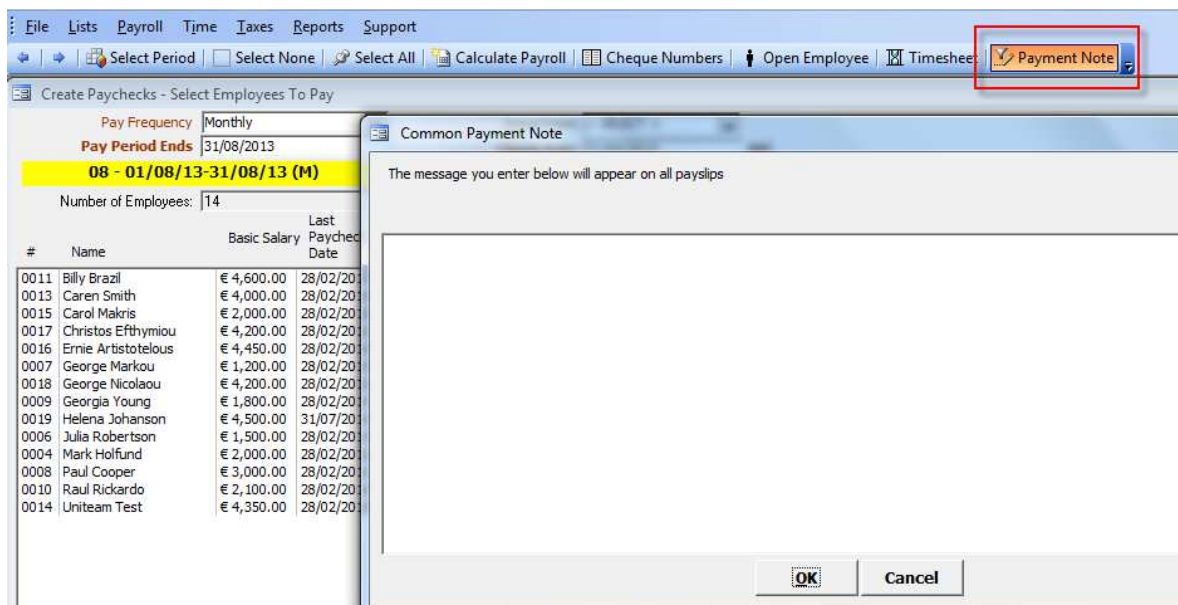 File Lists Payroll Time Taxes Reports Support
Select Period Select None Select All Calculate Payroll Cheque Numbers Open Employee Timesheet Payment Note
Create Paychecks - Select Employees To Pay
Pay Frequency Monthly
Pay Period Ends 31/08/2013
08 - 01/08/13-31/08/13 (M)
Number of Employees: 14
# Name Basic Salary Last Paychec Date
0011 Billy Brazil € 4,600.00 28/02/20
0013 Caren Smith € 4,000.00 28/02/20
0015 Carol Makris € 2,000.00 28/02/20
0017 Christos Efthymiou € 4,200.00 28/02/20
0016 Ernie Artistotelous € 4,450.00 28/02/20
0007 George Markou € 1,200.00 28/02/20
0018 George Nicolaou € 4,200.00 28/02/20
0009 Georgia Young € 1,800.00 28/02/20
0019 Helena Johanson € 4,500.00 31/07/20
0006 Julia Robertson € 1,500.00 28/02/20
0004 Mark Holfund € 2,000.00 28/02/20
0008 Paul Cooper € 3,000.00 28/02/20
0010 Raul Rickardo € 2,100.00 28/02/20
0014 Uniteam Test € 4,350.00 28/02/20
Common Payment Note
The message you enter below will appear on all payslips
OK Cancel